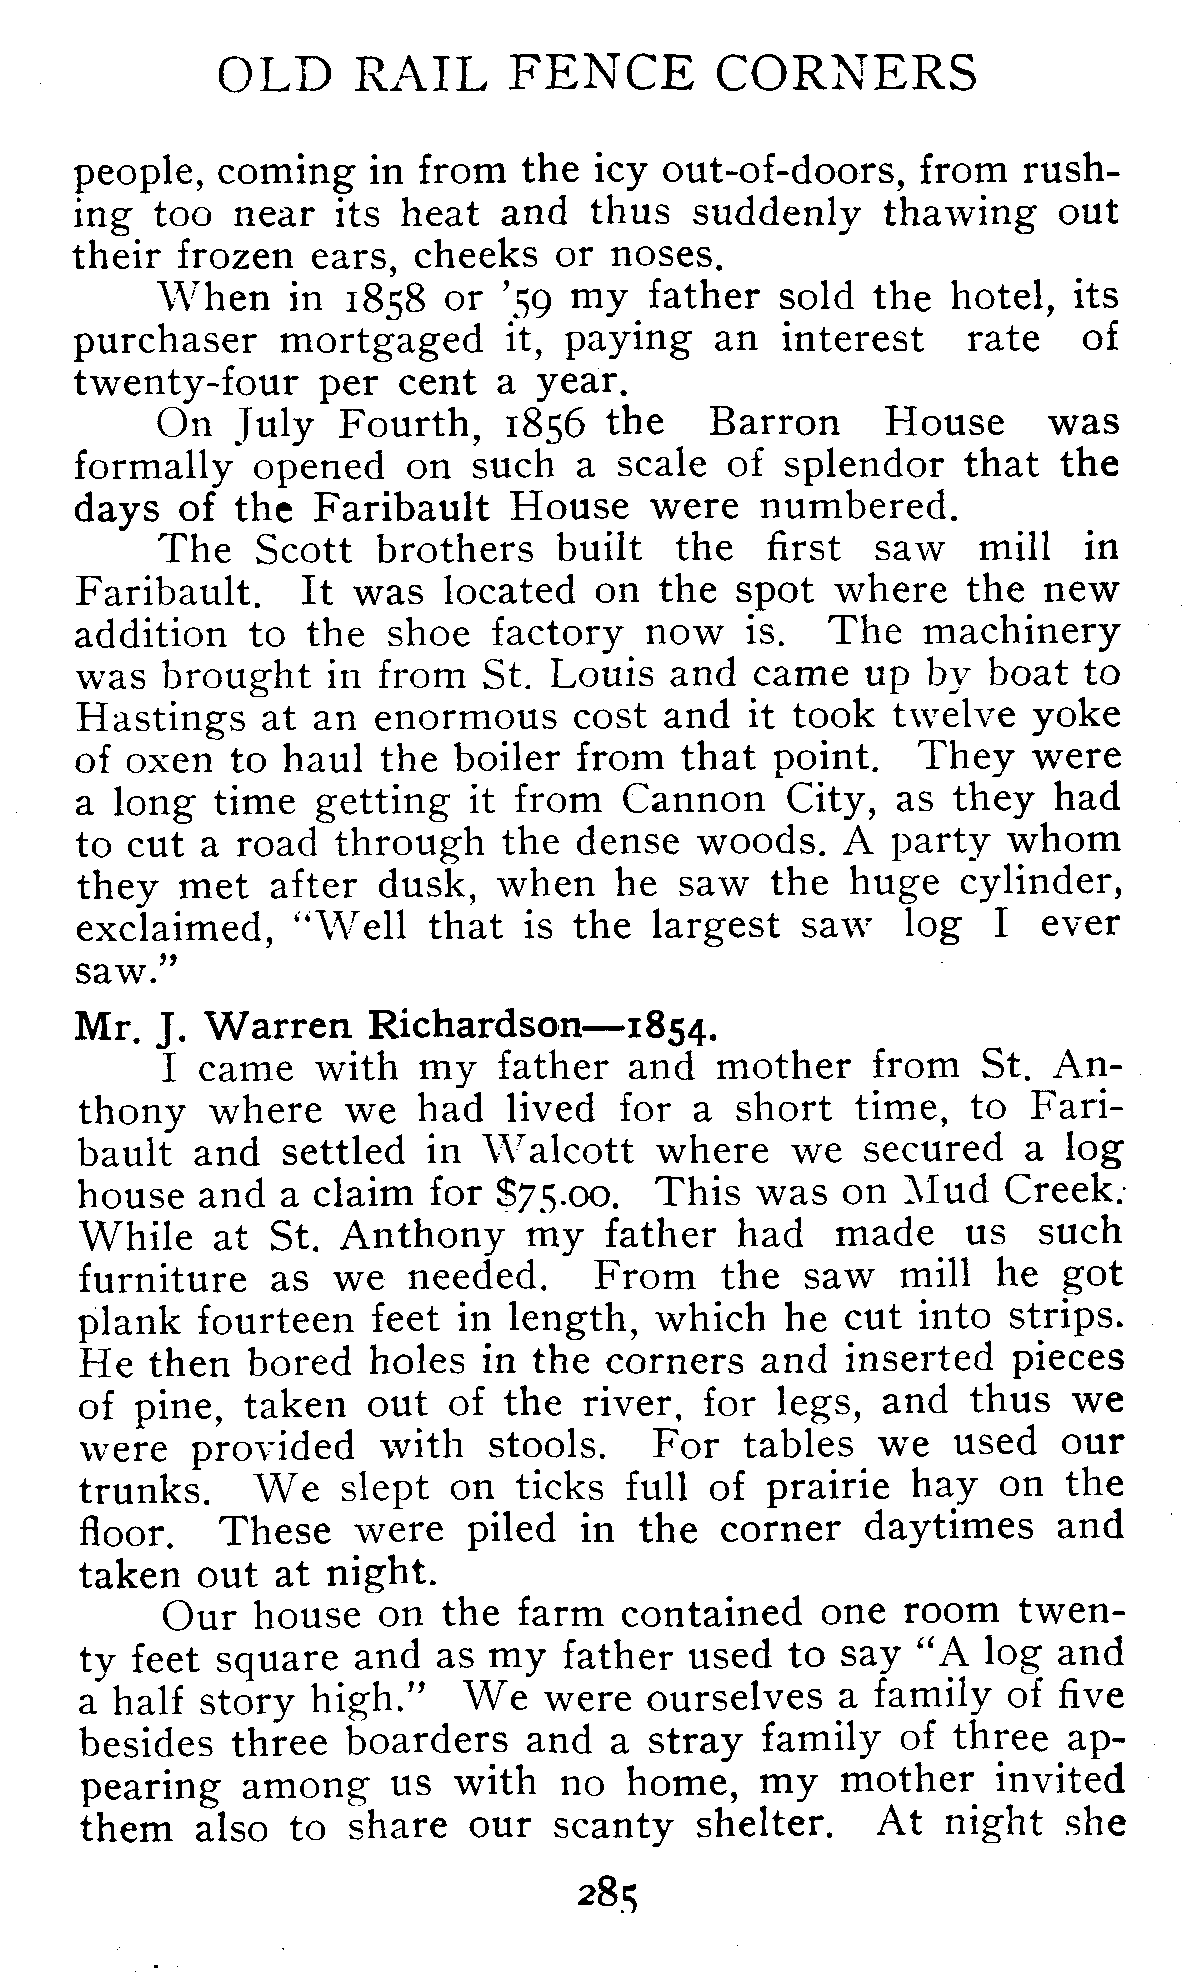 OLD RAIL FENCE CORNERS
people, coming in from the icy out-of-doors, from rush-
ing too near its heat and thus suddenly thawing out
their frozen ears, cheeks or noses.
When in 1858 or '59 my father sold the hotel, its
purchaser mortgaged it, paying an interest rate of
twenty-four per cent a year.
On July Fourth, 1856 the Barron House was
formally opened on such a scale of splendor that the
days of the Faribault House were numbered.
The Scott brothers built the first saw mill in
Faribault. It was located on the spot where the new
addition to the shoe factory now is. The machinery
was brought in from St. Louis and came up by boat to
Hastings at an enormous cost and it took twelve yoke
of oxen to haul the boiler from that point. They were
a long time getting it from Cannon City, as they had
to cut a road through the dense woods. A party whom
they met after dusk, when he saw the huge cylinder,
exclaimed, "Well that is the largest saw log I ever
saw."
Mr. J. Warren Richardson—1854.
I came with my father and mother from St. An-
thony where we had lived for a short time, to Fari-
bault and settled in Walcott where we secured a log
house and a claim for $75.00. This was on Mud Creek.
While at St. Anthony my father had made us such
furniture as we needed. From the saw mill he got
plank fourteen feet in length, which he cut into strips.
He then bored holes in the corners and inserted pieces
of pine, taken out of the river, for legs, and thus we
were provided with stools. For tables we used our
trunks. We slept on ticks full of prairie hay on the
floor. These were piled in the corner daytimes and
taken out at night.
Our house on the farm contained one room twen-
ty feet square and as my father used to say "A log and
a half story high." We were ourselves a family of five
besides three boarders and a stray family of three ap-
pearing among us with no home, my mother invited
them also to share our scanty shelter. At night she
285